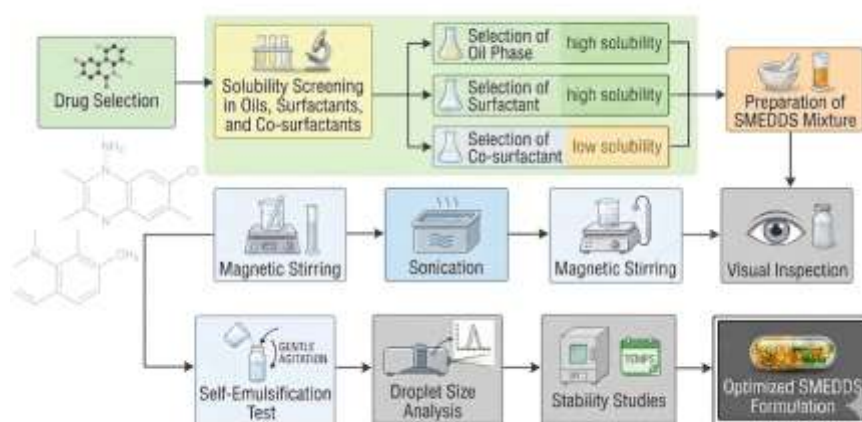 Drug Selection
Solubility Screening
in Oils, Surfactants,
and Co-surfactants
Selection of
Oil Phase
high solubility
Selection of
Surfactant
high solubility
Selection of
Co-surfactant
low solubility
Preparation of
SMEDDS Mixture
NH₂
Magnetic Stirring
Sonication
Magnetic Stirring
Visual Inspection
GENTLE
AGITATION
Self-Emulsification
Test
Droplet Size
Analysis
TEMPS
Stability Studies
Optimized SMEDDS
Formulation